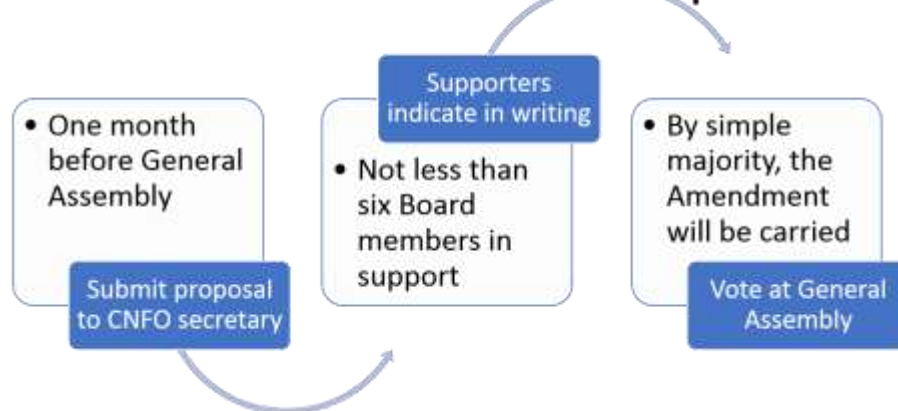 • One month
before General
Assembly
Submit proposal
to CNFO secretary
Supporters
indicate in writing
• Not less than
six Board
members in
support
• By simple
majority, the
Amendment
will be carried
Vote at General
Assembly